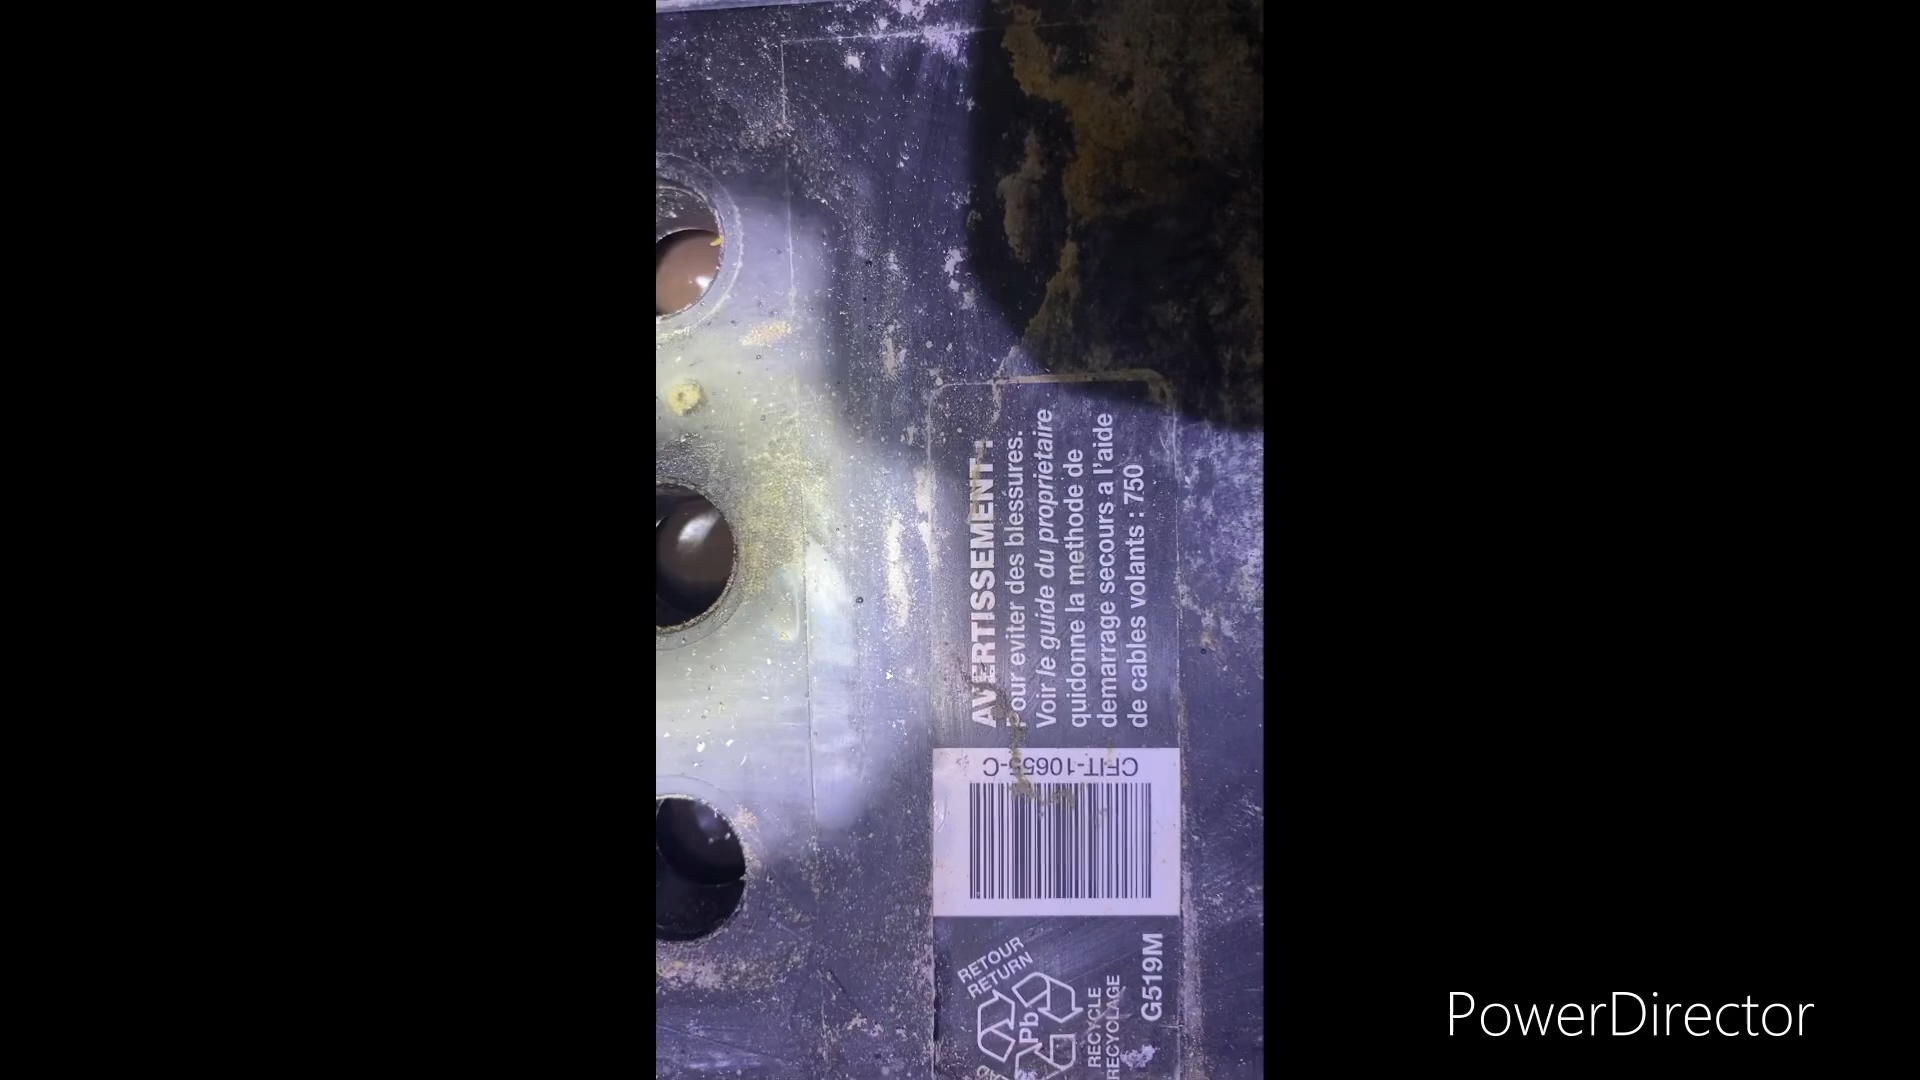 AVERTISSEMENT:
Pour eviter des blessures.
Voir le guide du proprietaire
quidonne la methode de
demarrage secours a l'aide
de cables volants : 750
CFIT-10655-C
RETOUR
RETURN
Pb
RECYCLE
RECYCLAGE
G519M
PowerDirector